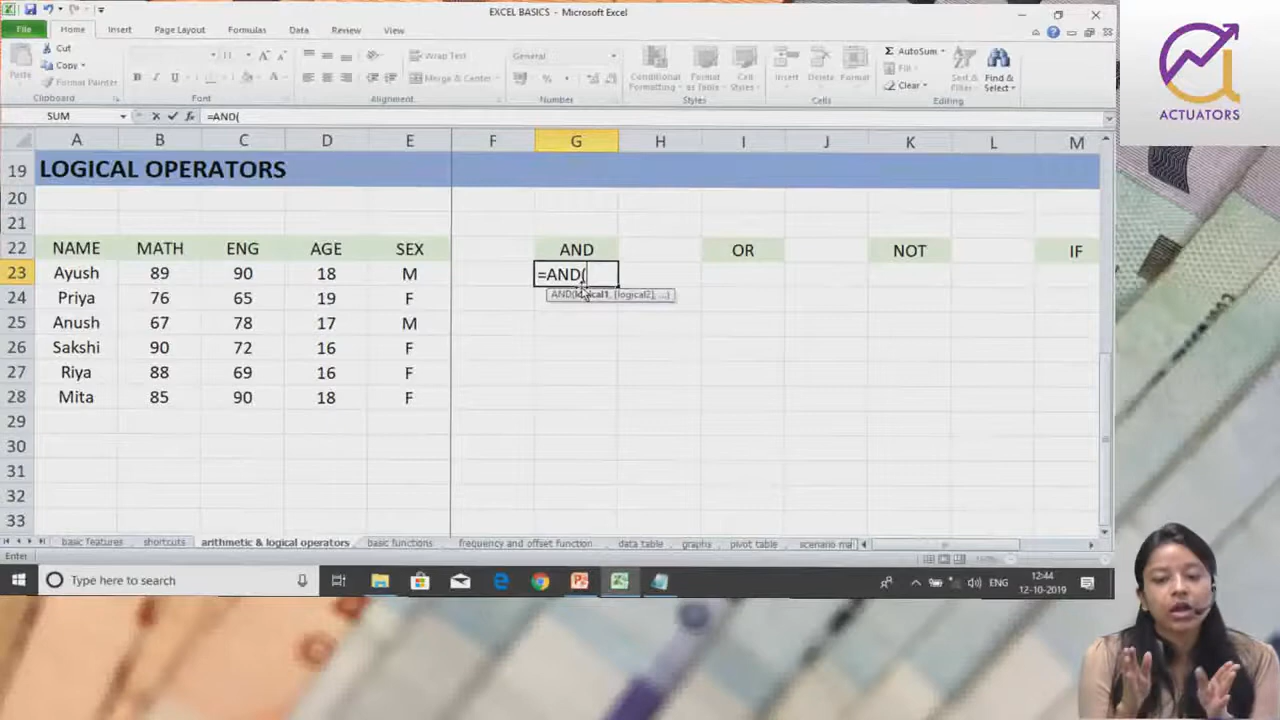 EXCEL BASICS - Microsoft Excel
File Home Insert Page Layout Formulas Data Review View
Cut
Copy
Format Painter
Paste
Clipboard
11
B I U
Font
Wrap Text
Merge & Center
Alignment
General
Number
Conditional Formatting
Format as Table
Cell Styles
Styles
Insert Delete Format
Cells
AutoSum
Fill
Clear
Sort & Filter
Find & Select
Editing
ACTUATORS
SUM =AND(
A B C D E F G H I J K L M
19 LOGICAL OPERATORS
20
21
22 NAME MATH ENG AGE SEX AND OR NOT IF
23 Ayush 89 90 18 M =AND(
AND(logical1, [logical2], ...)
24 Priya 76 65 19 F
25 Anush 67 78 17 M
26 Sakshi 90 72 16 F
27 Riya 88 69 16 F
28 Mita 85 90 18 F
29
30
31
32
33
basic features shortcuts arithmetic & logical operators basic functions frequency and offset function data table graphs pivot table scenario ma
Enter
Type here to search
ENG
12:44
12-10-2019